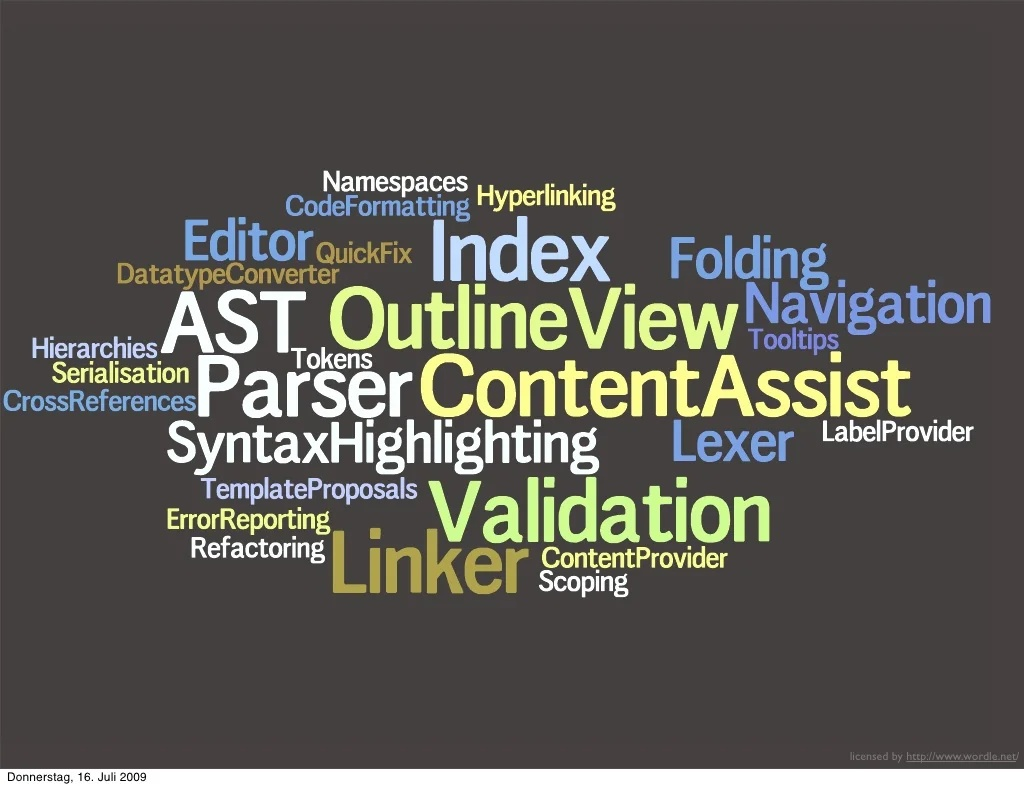 Namespaces
Hyperlinking
CodeFormatting
Editor
QuickFix
Index
Folding
DatatypeConverter
AST
OutlineView
Navigation
Tooltips
Hierarchies
Tokens
Serialisation
Parser
ContentAssist
CrossReferences
SyntaxHighlighting
Lexer
LabelProvider
TemplateProposals
Validation
ErrorReporting
Refactoring
Linker
ContentProvider
Scoping
licensed by http://www.wordle.net/
Donnerstag, 16. Juli 2009